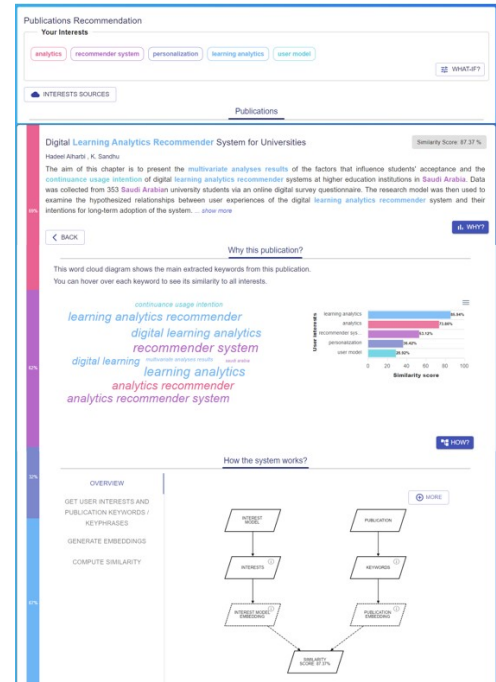 Publications Recommendation
Your Interests
analytics recommender system personalization learning analytics user model
WHAT-IF?
INTERESTS SOURCES
Publications
Digital Learning Analytics Recommender System for Universities
Similarity Score: 87.37 %
Hadeel Alharbi , K. Sandhu
The aim of this chapter is to present the multivariate analyses results of the factors that influence students' acceptance and the
continuance usage intention of digital learning analytics recommender systems at higher education institutions in Saudi Arabia. Data
was collected from 353 Saudi Arabian university students via an online digital survey questionnaire. The research model was then used to
examine the hypothesized relationships between user experiences of the digital learning analytics recommender system and their
intentions for long-term adoption of the system. ... show more
WHY?
BACK
Why this publication?
This word cloud diagram shows the main extracted keywords from this publication.
You can hover over each keyword to see its similarity to all interests.
continuance usage intention
learning analytics recommender
digital learning analytics
recommender system
digital learning multivariate analyses results saudi arabia
learning analytics
analytics recommender
analytics recommender system
User Interests
learning analytics
analytics
recommender sys...
personalization
user model
0 20 40 60 80 100
Similarity score
HOW?
How the system works?
OVERVIEW
GET USER INTERESTS AND
PUBLICATION KEYWORDS /
KEYPHRASES
GENERATE EMBEDDINGS
COMPUTE SIMILARITY
MORE
INTEREST
MODEL
PUBLICATION
INTERESTS
KEYWORDS
INTEREST MODEL
EMBEDDING
PUBLICATION
EMBEDDING
SIMILARITY
SCORE: 87.37%